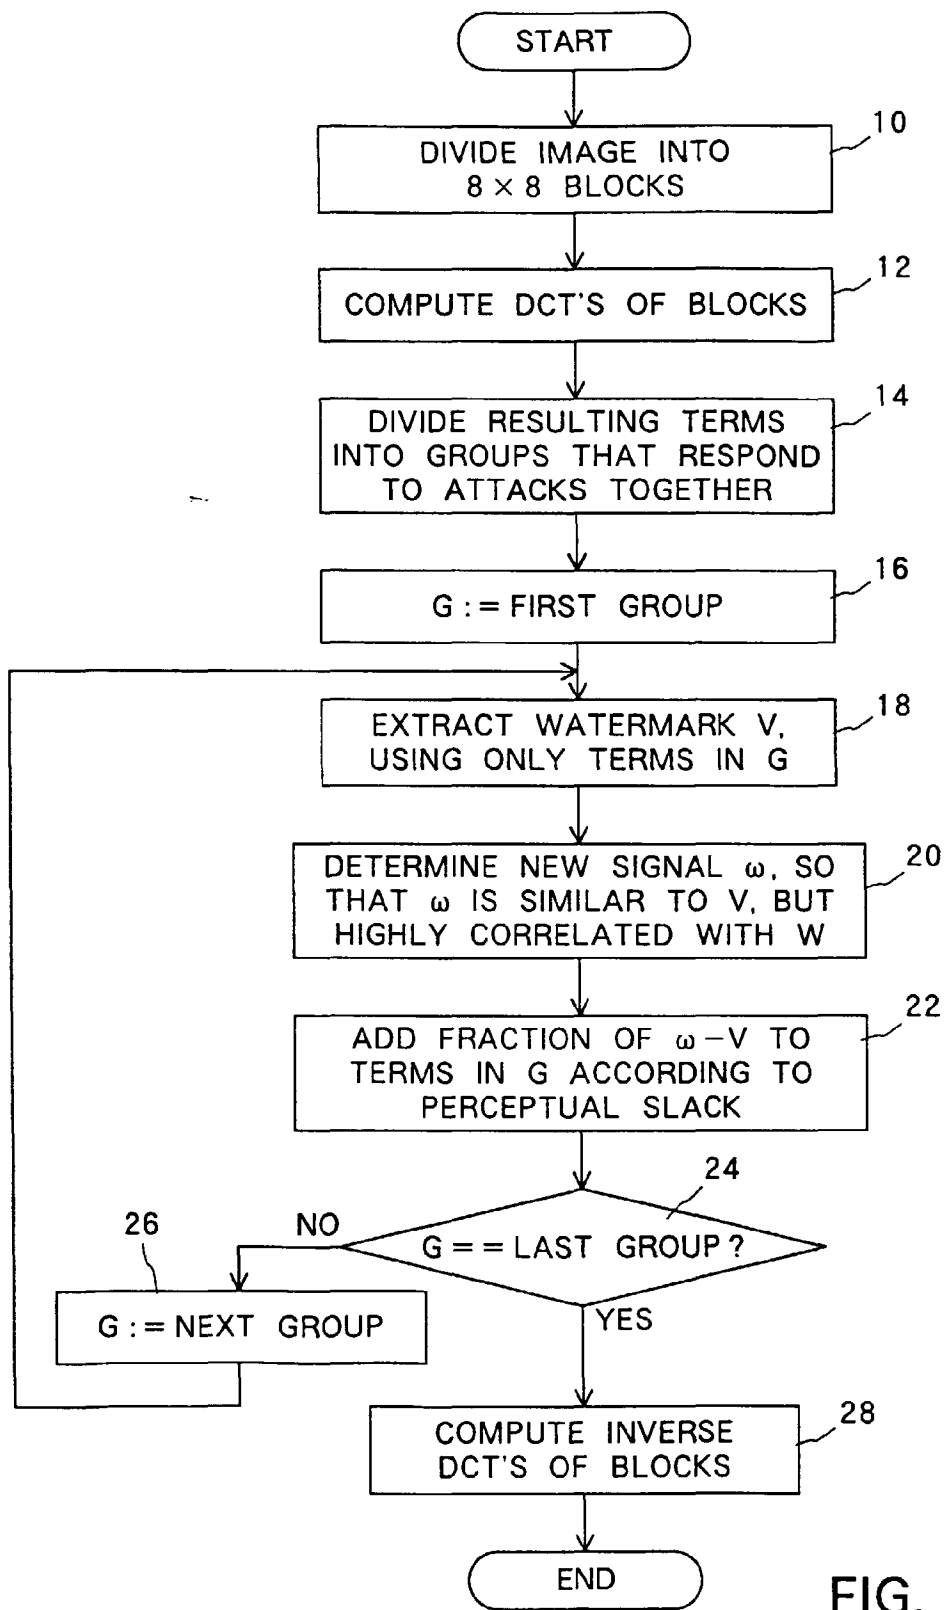 START
10
DIVIDE IMAGE INTO
8 × 8 BLOCKS
12
COMPUTE DCT'S OF BLOCKS
14
DIVIDE RESULTING TERMS
INTO GROUPS THAT RESPOND
TO ATTACKS TOGETHER
16
G := FIRST GROUP
18
EXTRACT WATERMARK V,
USING ONLY TERMS IN G
20
DETERMINE NEW SIGNAL ω, SO
THAT ω IS SIMILAR TO V, BUT
HIGHLY CORRELATED WITH W
22
ADD FRACTION OF ω-V TO
TERMS IN G ACCORDING TO
PERCEPTUAL SLACK
24
G == LAST GROUP?
NO
26
G := NEXT GROUP
YES
28
COMPUTE INVERSE
DCT'S OF BLOCKS
END
FIG.